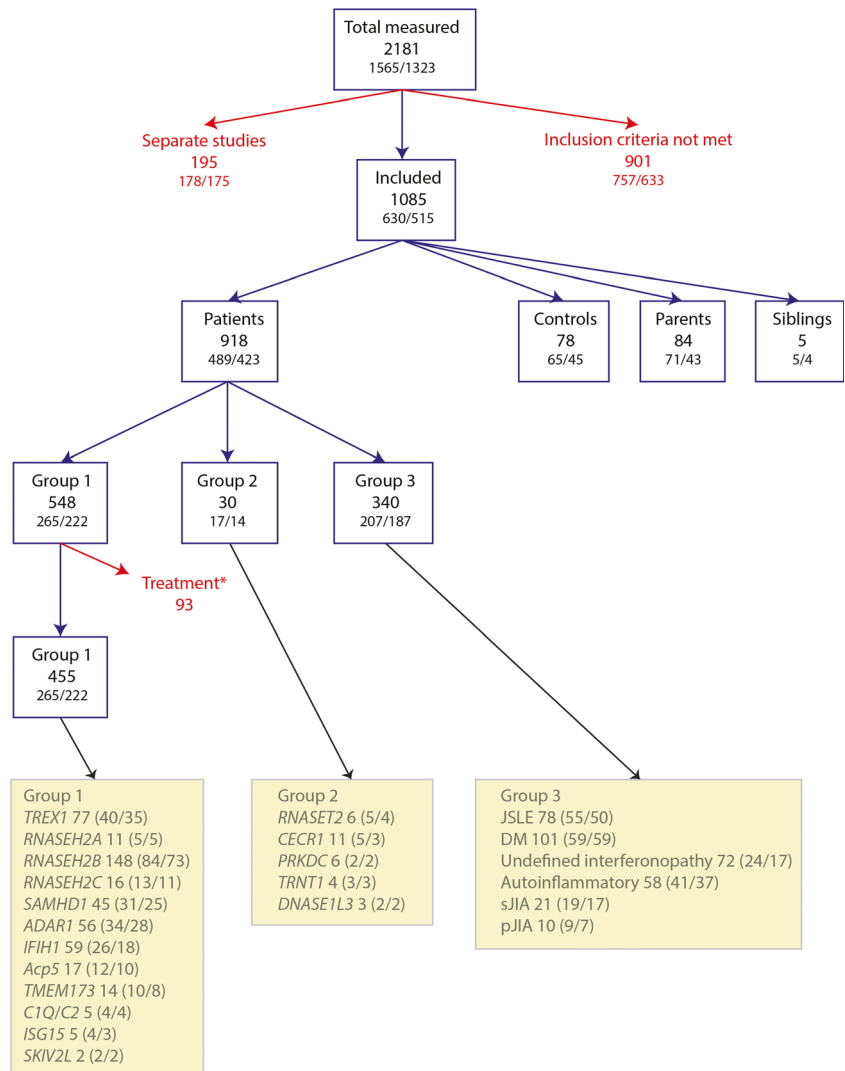 Total measured
2181
1565/1323
Separate studies
195
178/175
Inclusion criteria not met
901
757/633
Included
1085
630/515
Patients
918
489/423
Controls
78
65/45
Parents
84
71/43
Siblings
5
5/4
Group 1
548
265/222
Group 2
30
17/14
Group 3
340
207/187
Treatment*
93
Group 1
455
265/222
Group 1
TREX1 77 (40/35)
RNASEH2A 11 (5/5)
RNASEH2B 148 (84/73)
RNASEH2C 16 (13/11)
SAMHD1 45 (31/25)
ADAR1 56 (34/28)
IFIH1 59 (26/18)
Acp5 17 (12/10)
TMEM173 14 (10/8)
C1Q/C2 5 (4/4)
ISG15 5 (4/3)
SKIV2L 2 (2/2)
Group 2
RNASET2 6 (5/4)
CECR1 11 (5/3)
PRKDC 6 (2/2)
TRNT1 4 (3/3)
DNASE1L3 3 (2/2)
Group 3
JSLE 78 (55/50)
DM 101 (59/59)
Undefined interferonopathy 72 (24/17)
Autoinflammatory 58 (41/37)
sJIA 21 (19/17)
pJIA 10 (9/7)